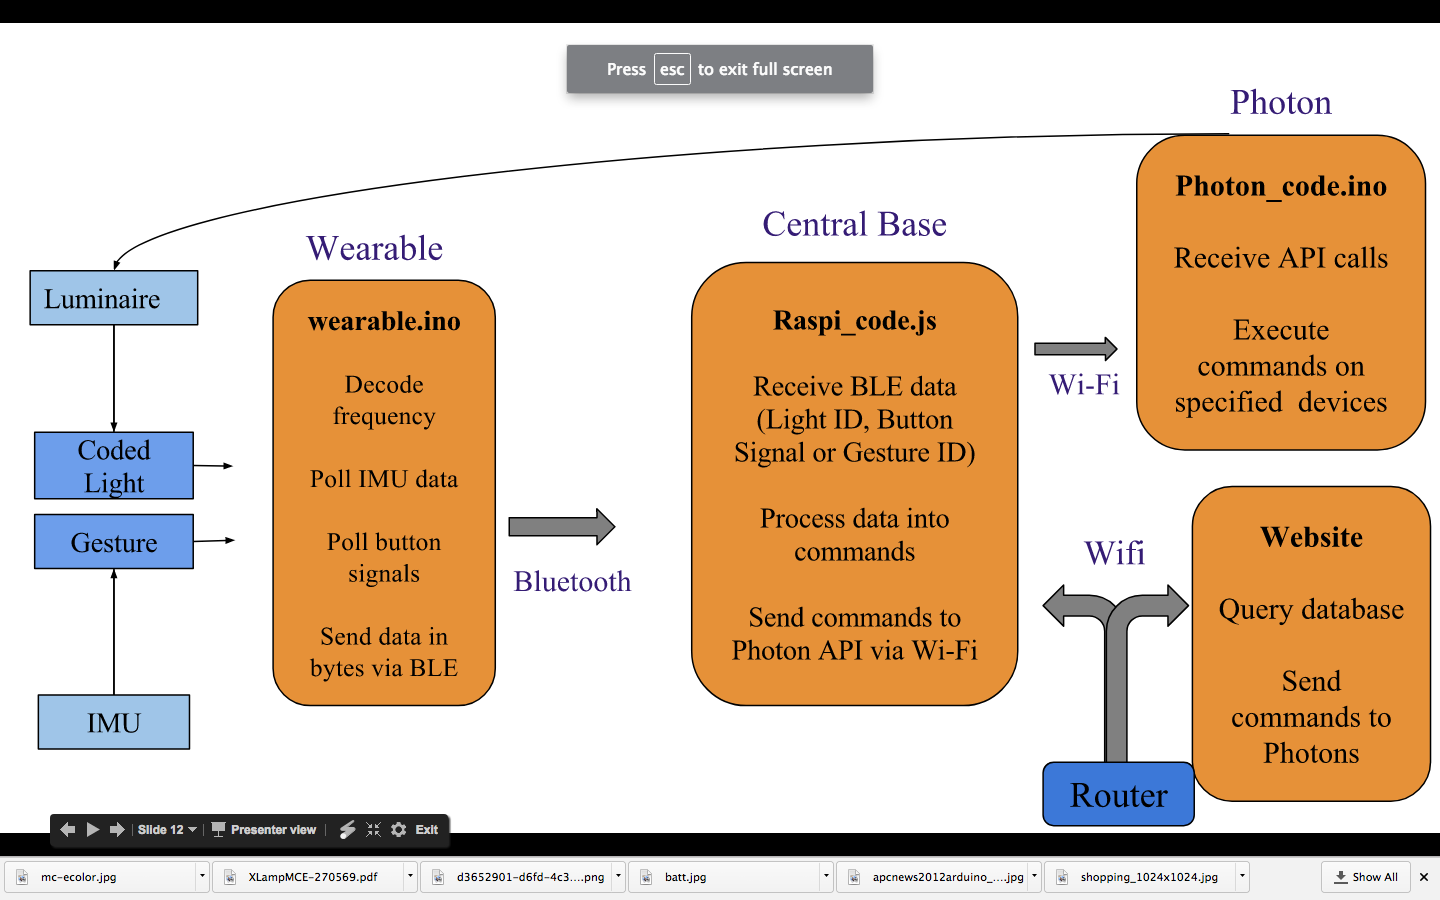 Press esc to exit full screen
Photon
Photon_code.ino
Receive API calls
Execute
commands on
specified devices
Central Base
Raspi_code.js
Receive BLE data
(Light ID, Button
Signal or Gesture ID)
Process data into
commands
Send commands to
Photon API via Wi-Fi
Wi-Fi
Wearable
wearable.ino
Decode
frequency
Poll IMU data
Poll button
signals
Send data in
bytes via BLE
Bluetooth
Luminaire
Coded
Light
Gesture
IMU
Wifi
Website
Query database
Send
commands to
Photons
Router
Slide 12
Presenter view
Exit
mc-ecolor.jpg
XLampMCE-270569.pdf
d3652901-d6fd-4c3....png
batt.jpg
apcnews2012arduino_....jpg
shopping_1024x1024.jpg
Show All